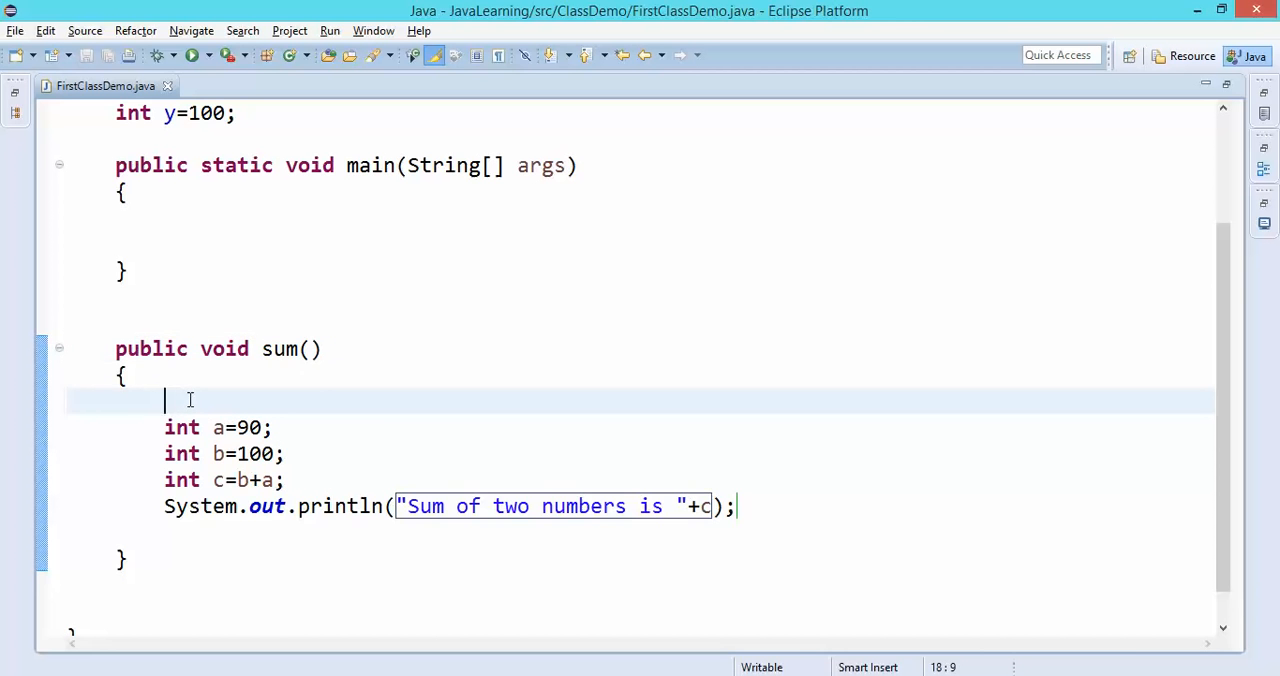 Java - JavaLearning/src/ClassDemo/FirstClassDemo.java - Eclipse Platform
File Edit Source Refactor Navigate Search Project Run Window Help
Quick Access Resource Java
FirstClassDemo.java
int y=100;
public static void main(String[] args)
{
}
public void sum()
{
int a=90;
int b=100;
int c=b+a;
System.out.println("Sum of two numbers is "+c);
}
}
Writable Smart Insert 18:9